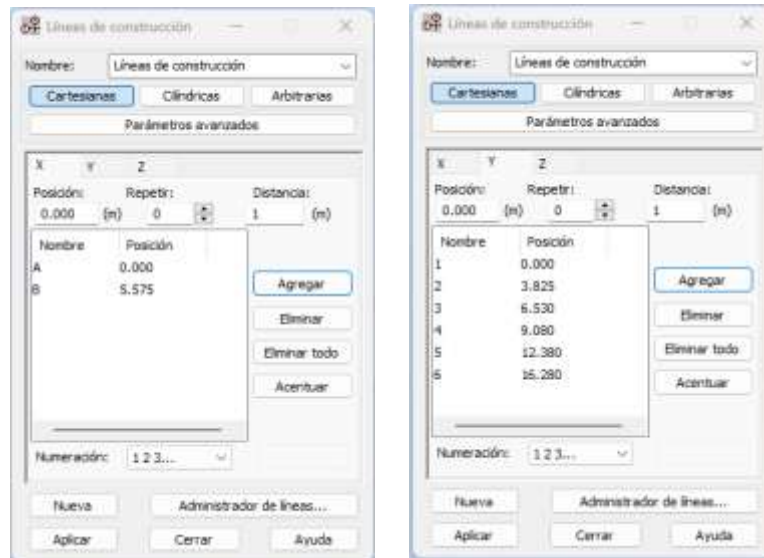 Líneas de construcción
Nombre: Líneas de construcción
Cartesianas Cilíndricas Arbitrarias
Parámetros avanzados
X Y Z
Posición: Repetir: Distancia:
0.000 (m) 0 1 (m)
Nombre Posición
A 0.000
B 5.575
Agregar
Eliminar
Eliminar todo
Acentuar
Numeración: 1 2 3...
Nueva Administrador de líneas...
Aplicar Cerrar Ayuda
Líneas de construcción
Nombre: Líneas de construcción
Cartesianas Cilíndricas Arbitrarias
Parámetros avanzados
X Y Z
Posición: Repetir: Distancia:
0.000 (m) 0 1 (m)
Nombre Posición
1 0.000
2 3.825
3 6.530
4 9.080
5 12.380
6 16.280
Agregar
Eliminar
Eliminar todo
Acentuar
Numeración: 1 2 3...
Nueva Administrador de líneas...
Aplicar Cerrar Ayuda